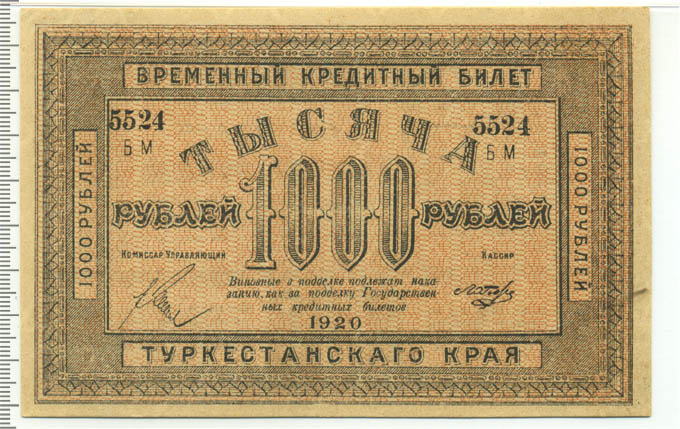 ВРЕМЕННЫЙ КРЕДИТНЫЙ БИЛЕТ
5524
БМ
5524
БМ
ТЫСЯЧА
1000
РУБЛЕЙ
РУБЛЕЙ
1000 РУБЛЕЙ
1000 РУБЛЕЙ
КОМИССАР УПРАВЛЯЮЩИЙ
КАССИР
Виновные в подделке подлежат нака-
занию, как за подделку Государствен-
ных кредитных билетов
1920
ТУРКЕСТАНСКАГО КРАЯ